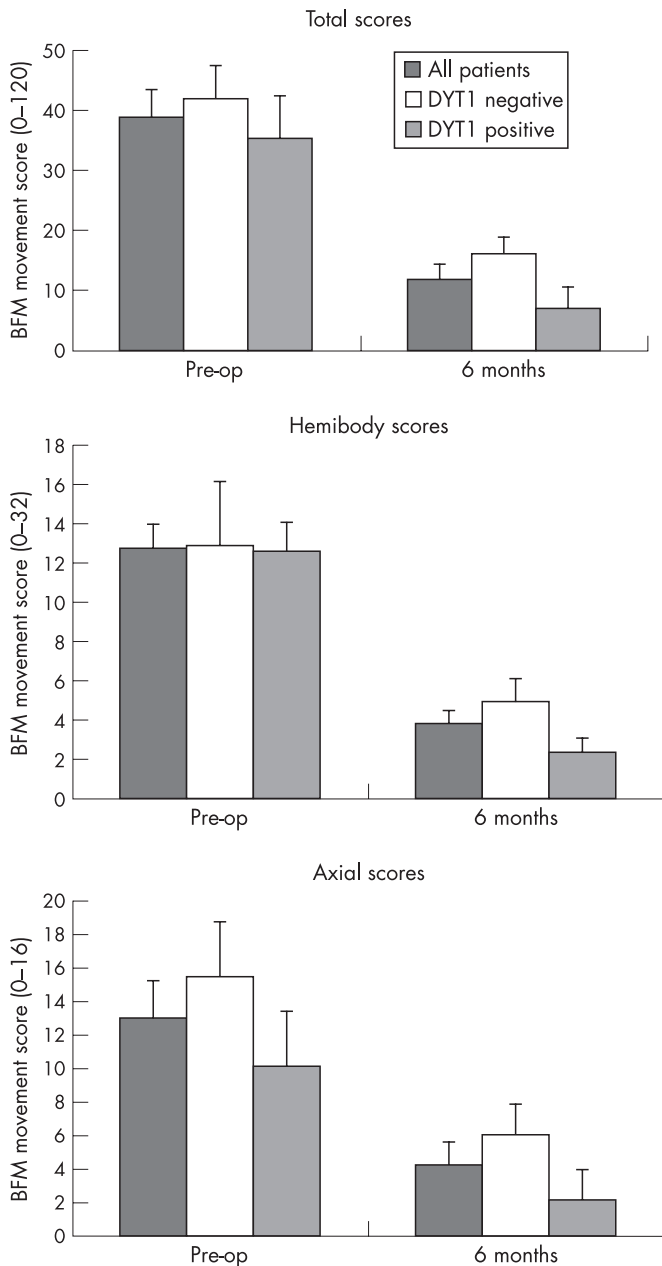 Total scores
BFM movement score (0–120)
50
40
30
20
10
0
All patients
DYT1 negative
DYT1 positive
Pre-op
6 months
Hemibody scores
BFM movement score (0–32)
18
16
14
12
10
8
6
4
2
0
Pre-op
6 months
Axial scores
BFM movement score (0–16)
20
18
16
14
12
10
8
6
4
2
0
Pre-op
6 months